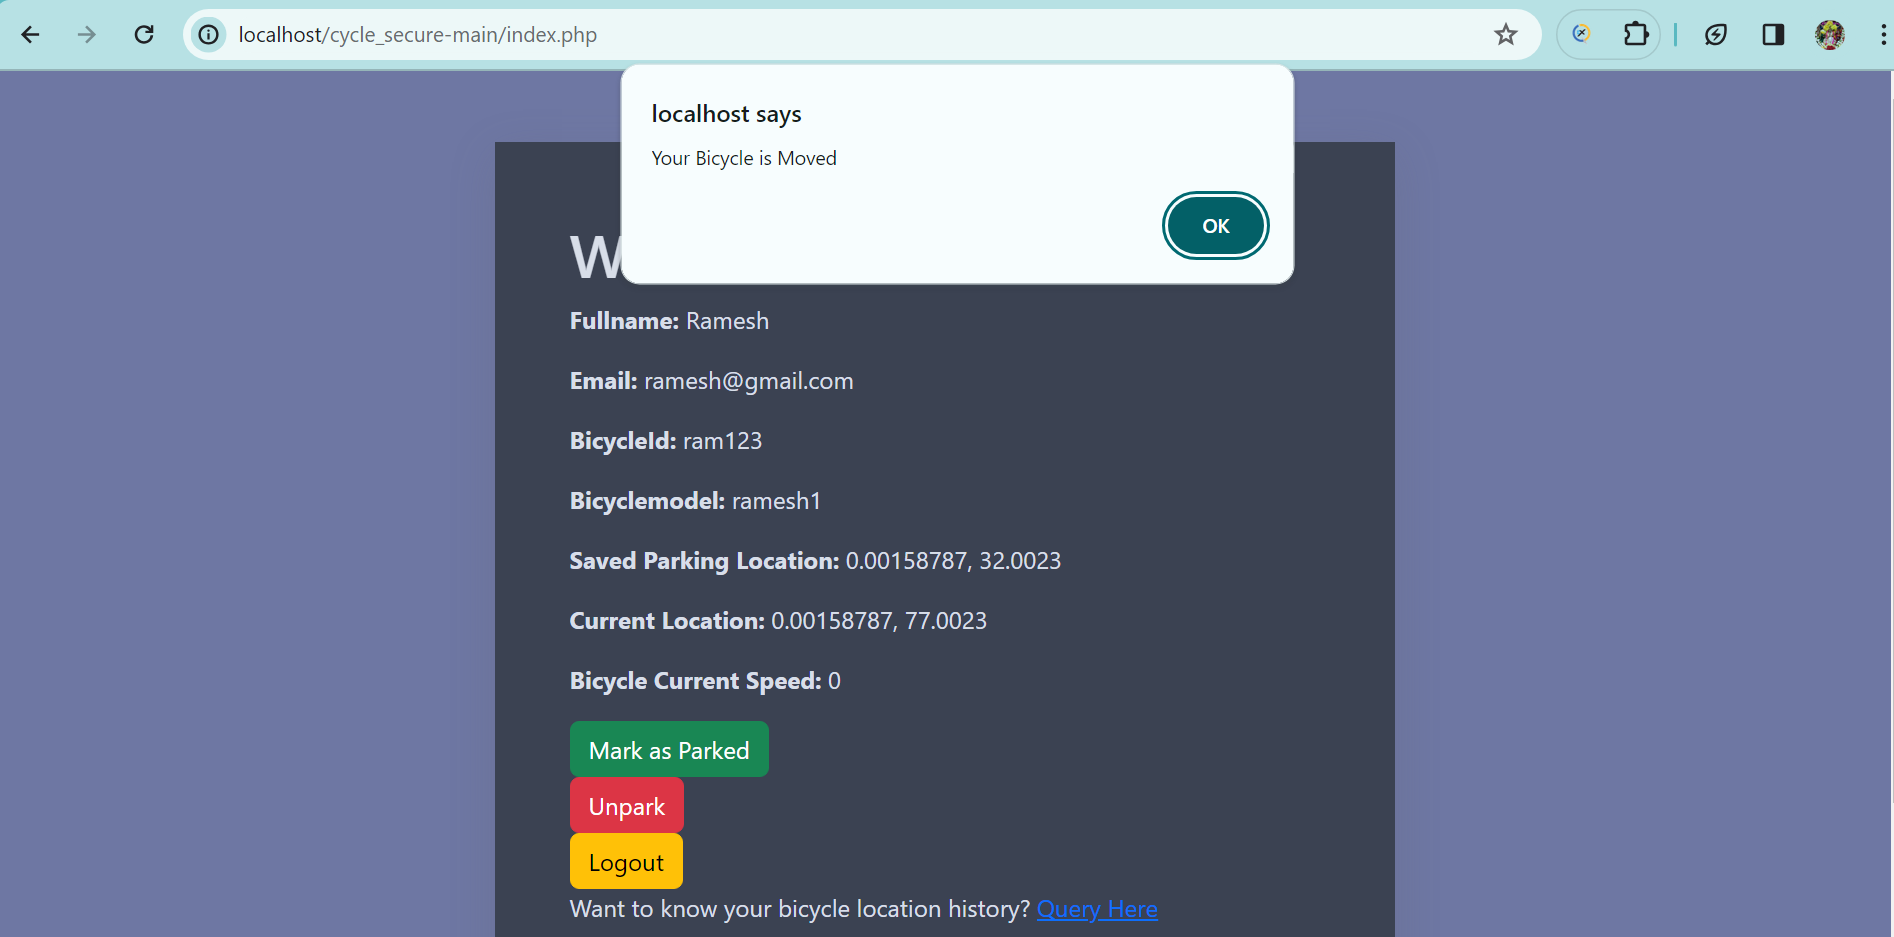 localhost/cycle_secure-main/index.php
localhost says
Your Bicycle is Moved
OK
Fullname: Ramesh
Email: ramesh@gmail.com
BicycleId: ram123
Bicyclemodel: ramesh1
Saved Parking Location: 0.00158787, 32.0023
Current Location: 0.00158787, 77.0023
Bicycle Current Speed: 0
Mark as Parked
Unpark
Logout
Want to know your bicycle location history? Query Here